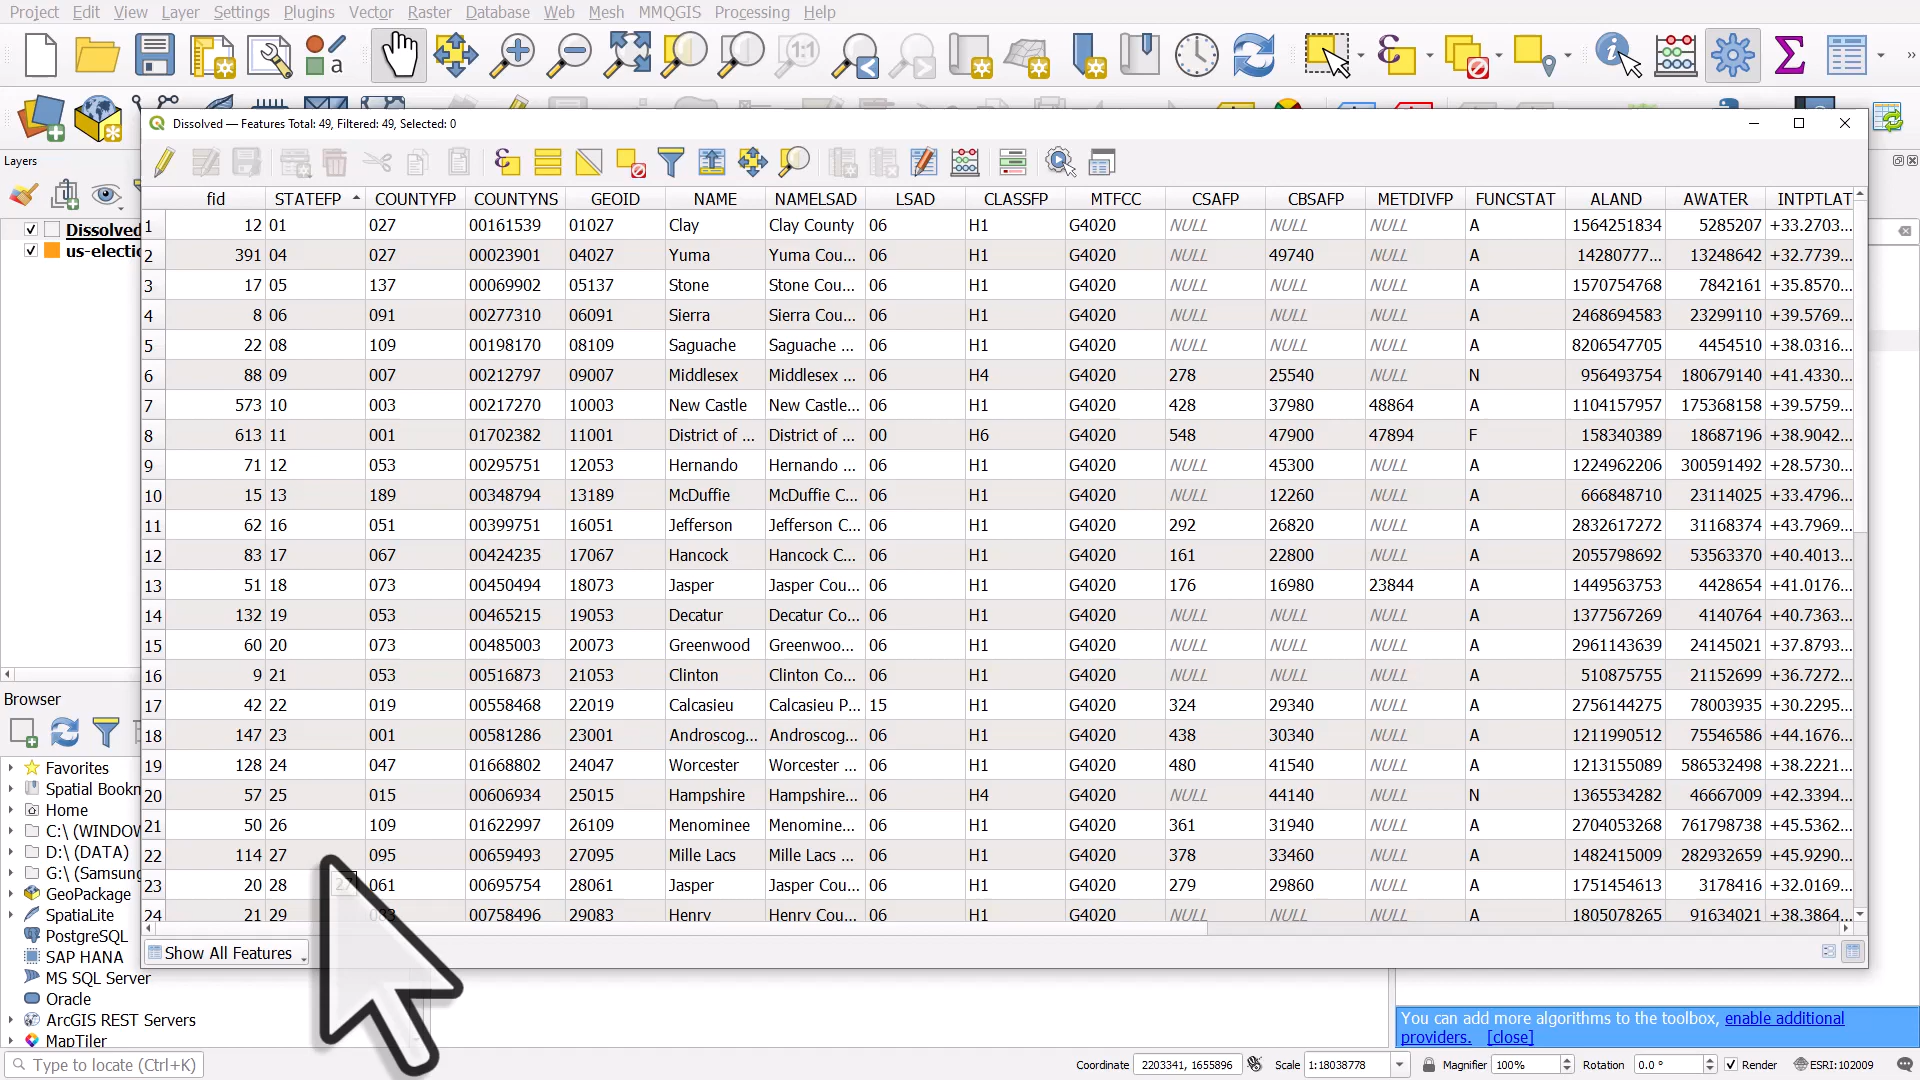 Project Edit View Layer Settings Plugins Vector Raster Database Web Mesh MMQGIS Processing Help
Dissolved — Features Total: 49, Filtered: 49, Selected: 0
Layers
Dissolved
us-electic
fid STATEFP COUNTYFP COUNTYNS GEOID NAME NAMELSAD LSAD CLASSFP MTFCC CSAFP CBSAFP METDIVFP FUNCSTAT ALAND AWATER INTPTLAT
1 12 01 027 00161539 01027 Clay Clay County 06 H1 G4020 NULL NULL NULL A 1564251834 5285207 +33.2703...
2 391 04 027 00023901 04027 Yuma Yuma Cou... 06 H1 G4020 NULL 49740 NULL A 14280777... 13248642 +32.7739...
3 17 05 137 00069902 05137 Stone Stone Cou... 06 H1 G4020 NULL NULL NULL A 1570754768 7842161 +35.8570...
4 8 06 091 00277310 06091 Sierra Sierra Cou... 06 H1 G4020 NULL NULL NULL A 2468694583 23299110 +39.5769...
5 22 08 109 00198170 08109 Saguache Saguache ... 06 H1 G4020 NULL NULL NULL A 8206547705 4454510 +38.0316...
6 88 09 007 00212797 09007 Middlesex Middlesex ... 06 H4 G4020 278 25540 NULL N 956493754 180679140 +41.4330...
7 573 10 003 00217270 10003 New Castle New Castle... 06 H1 G4020 428 37980 48864 A 1104157957 175368158 +39.5759...
8 613 11 001 01702382 11001 District of ... District of ... 00 H6 G4020 548 47900 47894 F 158340389 18687196 +38.9042...
9 71 12 053 00295751 12053 Hernando Hernando ... 06 H1 G4020 NULL 45300 NULL A 1224962206 300591492 +28.5730...
10 15 13 189 00348794 13189 McDuffie McDuffie C... 06 H1 G4020 NULL 12260 NULL A 666848710 23114025 +33.4796...
11 62 16 051 00399751 16051 Jefferson Jefferson C... 06 H1 G4020 292 26820 NULL A 2832617272 31168374 +43.7969...
12 83 17 067 00424235 17067 Hancock Hancock C... 06 H1 G4020 161 22800 NULL A 2055798692 53563370 +40.4013...
13 51 18 073 00450494 18073 Jasper Jasper Cou... 06 H1 G4020 176 16980 23844 A 1449563753 4428654 +41.0176...
14 132 19 053 00465215 19053 Decatur Decatur Co... 06 H1 G4020 NULL NULL NULL A 1377567269 4140764 +40.7363...
15 60 20 073 00485003 20073 Greenwood Greenwoo... 06 H1 G4020 NULL NULL NULL A 2961143639 24145021 +37.8793...
16 9 21 053 00516873 21053 Clinton Clinton Co... 06 H1 G4020 NULL NULL NULL A 510875755 21152699 +36.7272...
17 42 22 019 00558468 22019 Calcasieu Calcasieu P... 15 H1 G4020 324 29340 NULL A 2756144275 78003935 +30.2295...
18 147 23 001 00581286 23001 Androscog... Androscog... 06 H1 G4020 438 30340 NULL A 1211990512 75546586 +44.1676...
19 128 24 047 01668802 24047 Worcester Worcester ... 06 H1 G4020 480 41540 NULL A 1213155089 586532498 +38.2221...
20 57 25 015 00606934 25015 Hampshire Hampshire... 06 H4 G4020 NULL 44140 NULL N 1365534282 46667009 +42.3394...
21 50 26 109 01622997 26109 Menominee Menomine... 06 H1 G4020 361 31940 NULL A 2704053268 761798738 +45.5362...
22 114 27 095 00659493 27095 Mille Lacs Mille Lacs ... 06 H1 G4020 378 33460 NULL A 1482415009 282932659 +45.9290...
23 20 28 061 00695754 28061 Jasper Jasper Cou... 06 H1 G4020 279 29860 NULL A 1751454613 3178416 +32.0169...
24 21 29 083 00758496 29083 Henry Henry Cou... 06 H1 G4020 NULL NULL NULL A 1805078265 91634021 +38.3864...
27
Show All Features
Browser
Favorites
Spatial Bookm
Home
C:\ (WINDOW
D:\ (DATA)
G:\ (Samsung
GeoPackage
SpatiaLite
PostgreSQL
SAP HANA
MS SQL Server
Oracle
ArcGIS REST Servers
MapTiler
You can add more algorithms to the toolbox, enable additional
providers. [close]
Type to locate (Ctrl+K) Coordinate 2203341, 1655896 Scale 1:18038778 Magnifier 100% Rotation 0.0 ° Render ESRI:102009